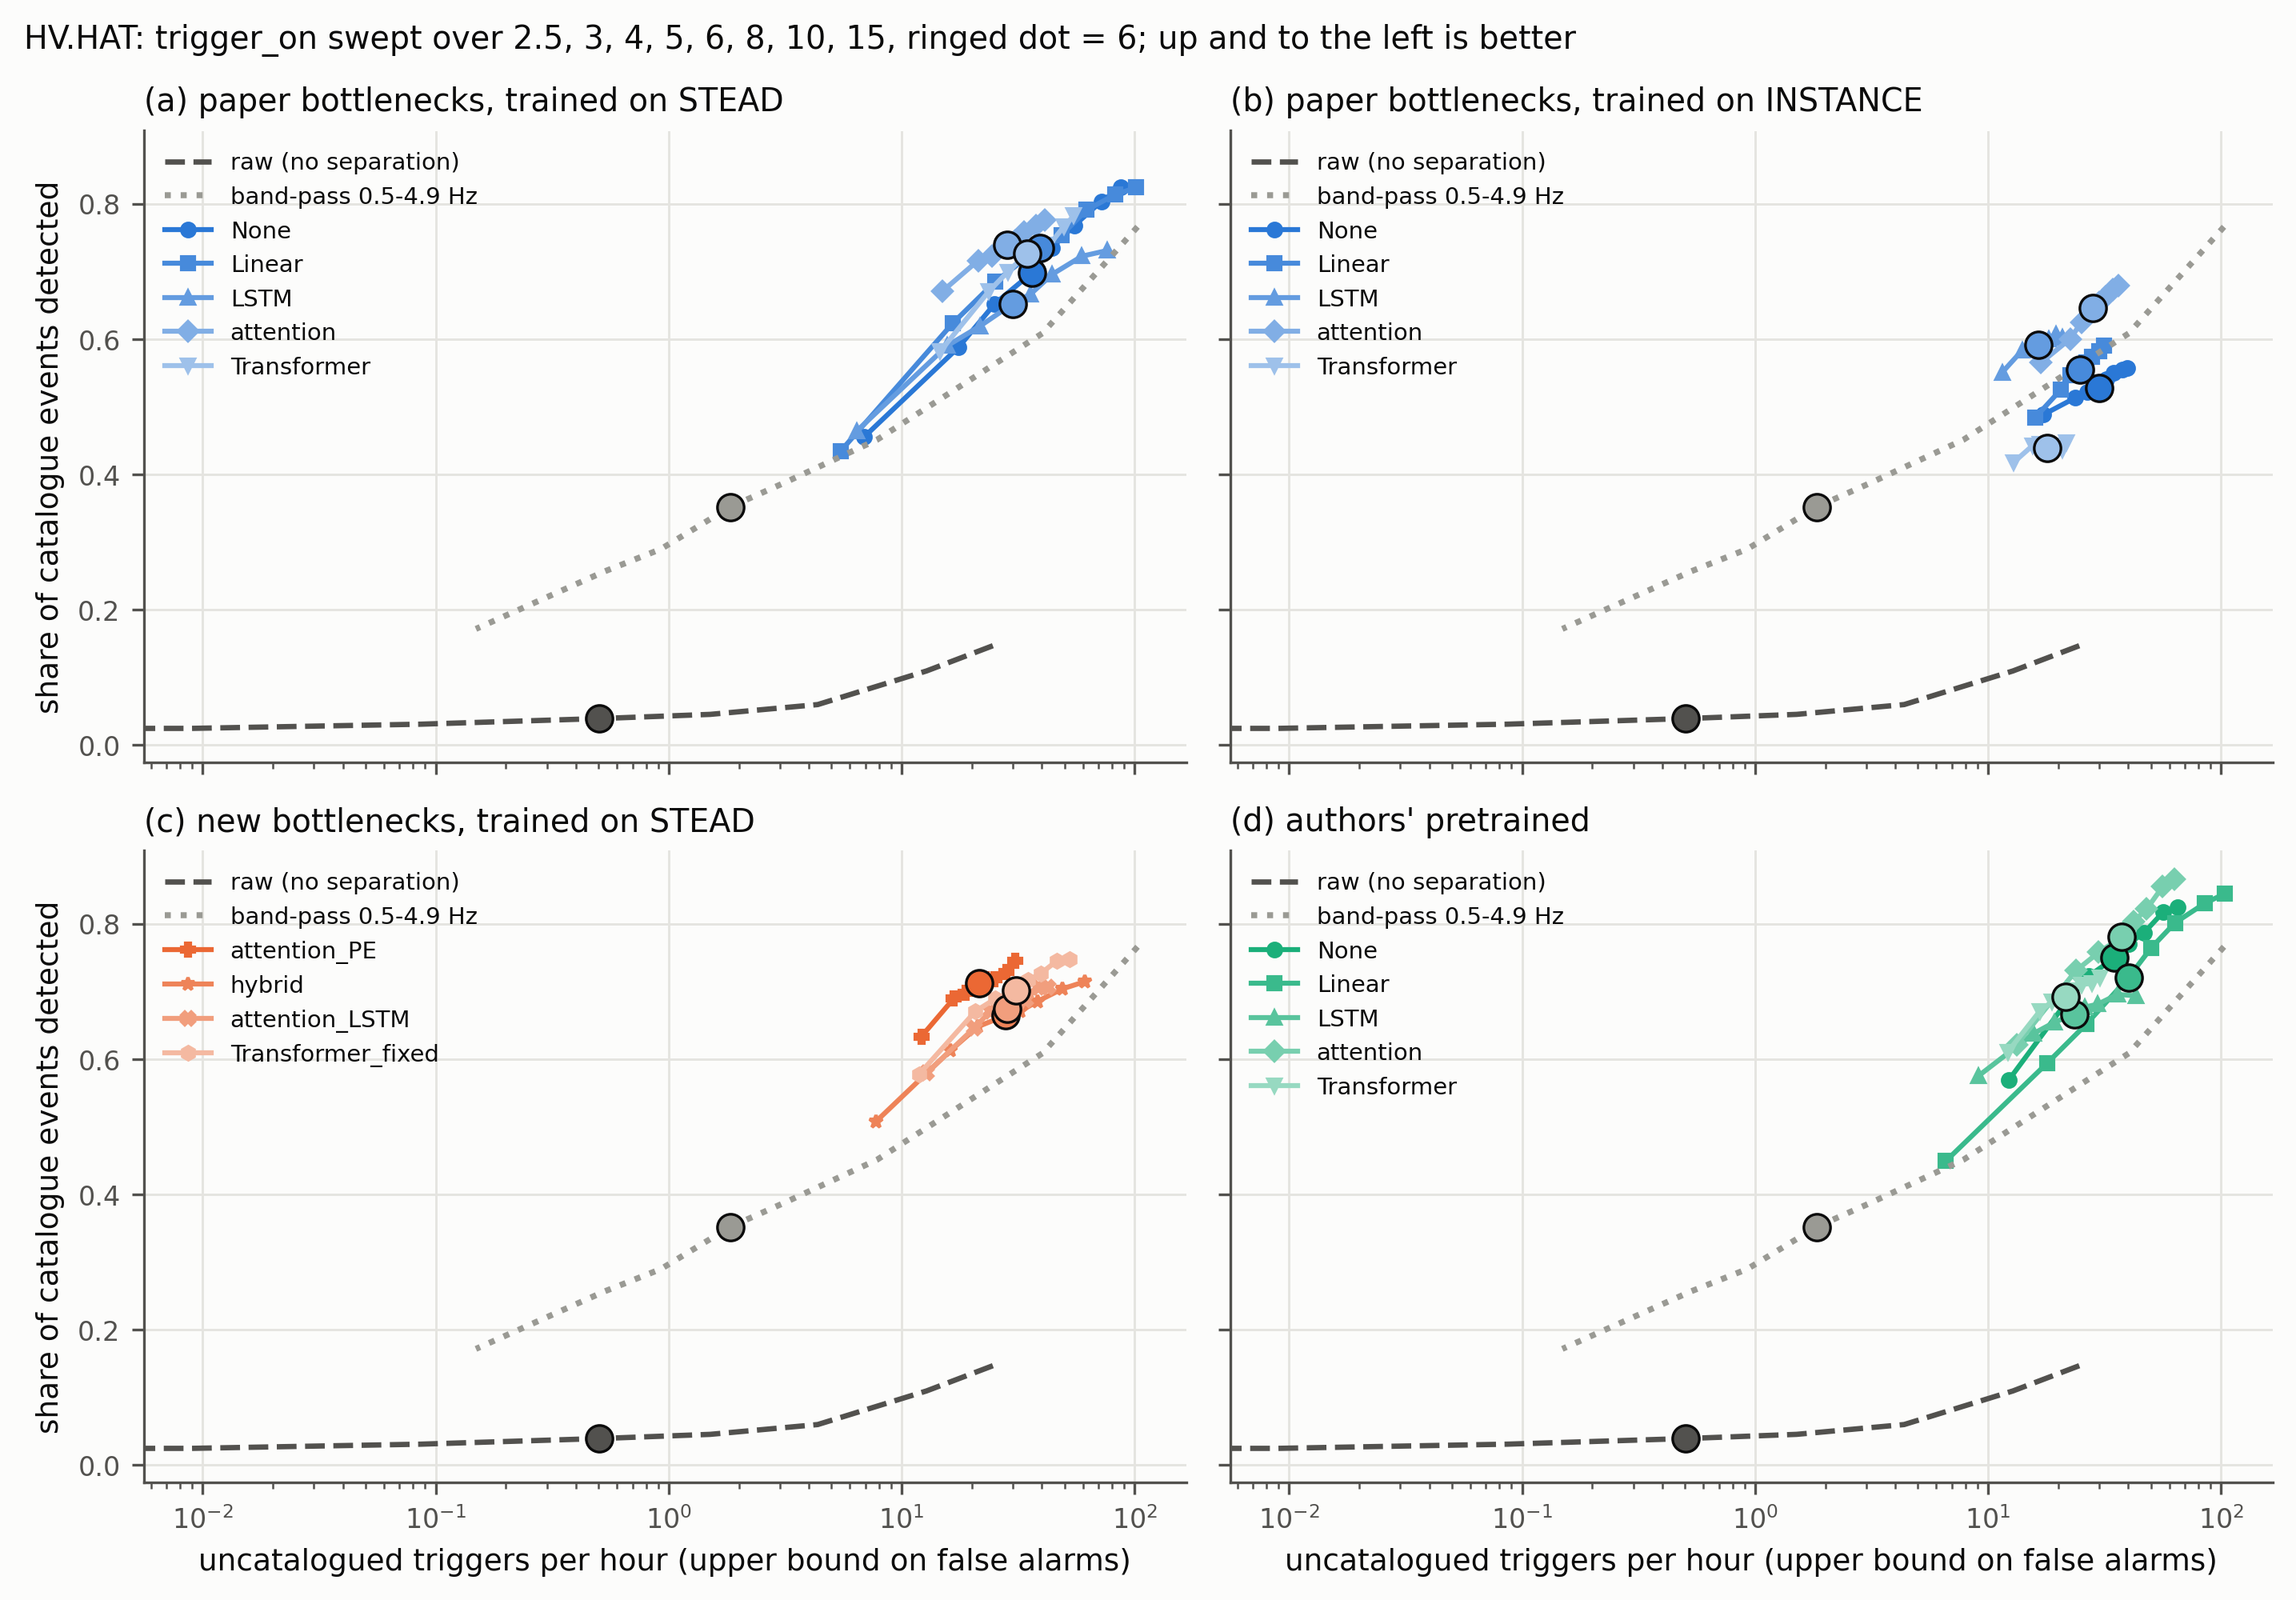 HV.HAT: trigger_on swept over 2.5, 3, 4, 5, 6, 8, 10, 15, ringed dot = 6; up and to the left is better
(a) paper bottlenecks, trained on STEAD
raw (no separation)
band-pass 0.5-4.9 Hz
None
Linear
LSTM
attention
Transformer
share of catalogue events detected
0.8
0.6
0.4
0.2
0.0
(b) paper bottlenecks, trained on INSTANCE
raw (no separation)
band-pass 0.5-4.9 Hz
None
Linear
LSTM
attention
Transformer
(c) new bottlenecks, trained on STEAD
raw (no separation)
band-pass 0.5-4.9 Hz
attention_PE
hybrid
attention_LSTM
Transformer_fixed
share of catalogue events detected
0.8
0.6
0.4
0.2
0.0
10⁻² 10⁻¹ 10⁰ 10¹ 10²
uncatalogued triggers per hour (upper bound on false alarms)
(d) authors' pretrained
raw (no separation)
band-pass 0.5-4.9 Hz
None
Linear
LSTM
attention
Transformer
10⁻² 10⁻¹ 10⁰ 10¹ 10²
uncatalogued triggers per hour (upper bound on false alarms)